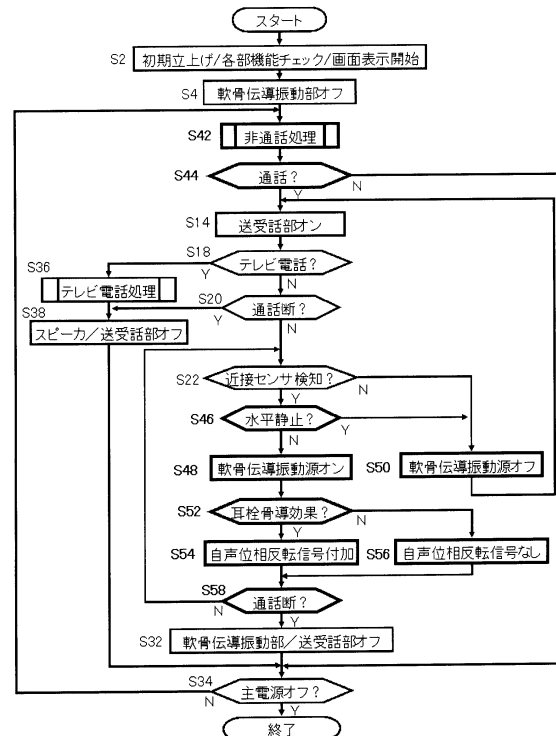 スタート
S2 初期立上げ/各部機能チェック/画面表示開始
S4 軟骨伝導振動部オフ
S42 非通話処理
S44 通話?
Y N
S14 送受話部オン
S18 テレビ電話?
Y N
S36 テレビ電話処理
S20 通話断?
Y N
S38 スピーカ/送受話部オフ
S22 近接センサ検知?
Y N
S46 水平静止?
N Y
S48 軟骨伝導振動源オン
S50 軟骨伝導振動源オフ
S52 耳栓骨導効果?
Y N
S54 自声位相反転信号付加
S56 自声位相反転信号なし
S58 通話断?
N Y
S32 軟骨伝導振動部/送受話部オフ
S34 主電源オフ?
N Y
終了